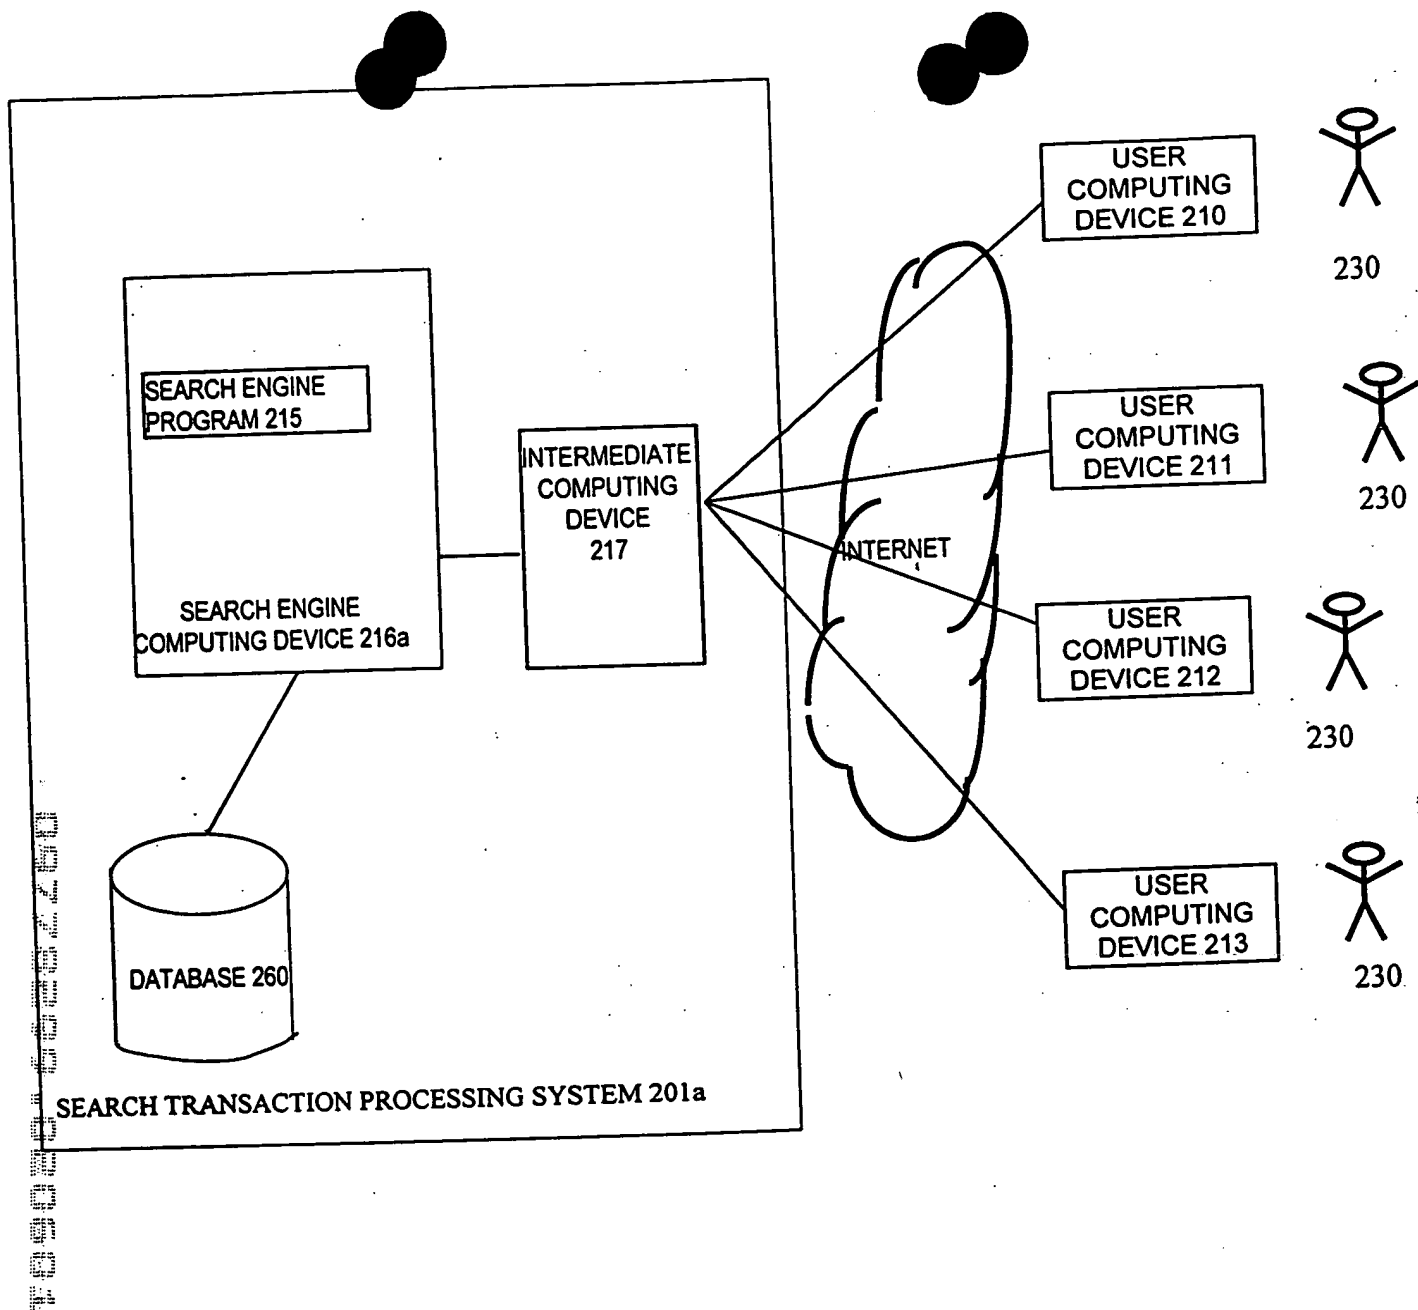 USER
COMPUTING
DEVICE 210
230
SEARCH ENGINE
PROGRAM 215
USER
COMPUTING
DEVICE 211
230
INTERMEDIATE
COMPUTING
DEVICE
217
INTERNET
SEARCH ENGINE
COMPUTING DEVICE 216a
USER
COMPUTING
DEVICE 212
230
USER
COMPUTING
DEVICE 213
230
DATABASE 260
SEARCH TRANSACTION PROCESSING SYSTEM 201a